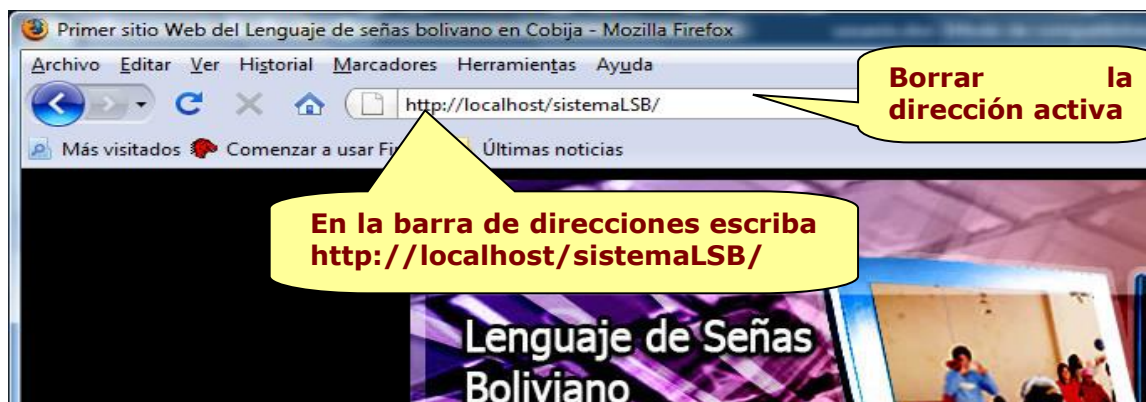 Primer sitio Web del Lenguaje de señas bolivano en Cobija - Mozilla Firefox
Archivo Editar Ver Historial Marcadores Herramientas Ayuda
http://localhost/sistemaLSB/
Borrar la
dirección activa
Más visitados Comenzar a usar Fi Últimas noticias
En la barra de direcciones escriba
http://localhost/sistemaLSB/
Lenguaje de Señas
Boliviano